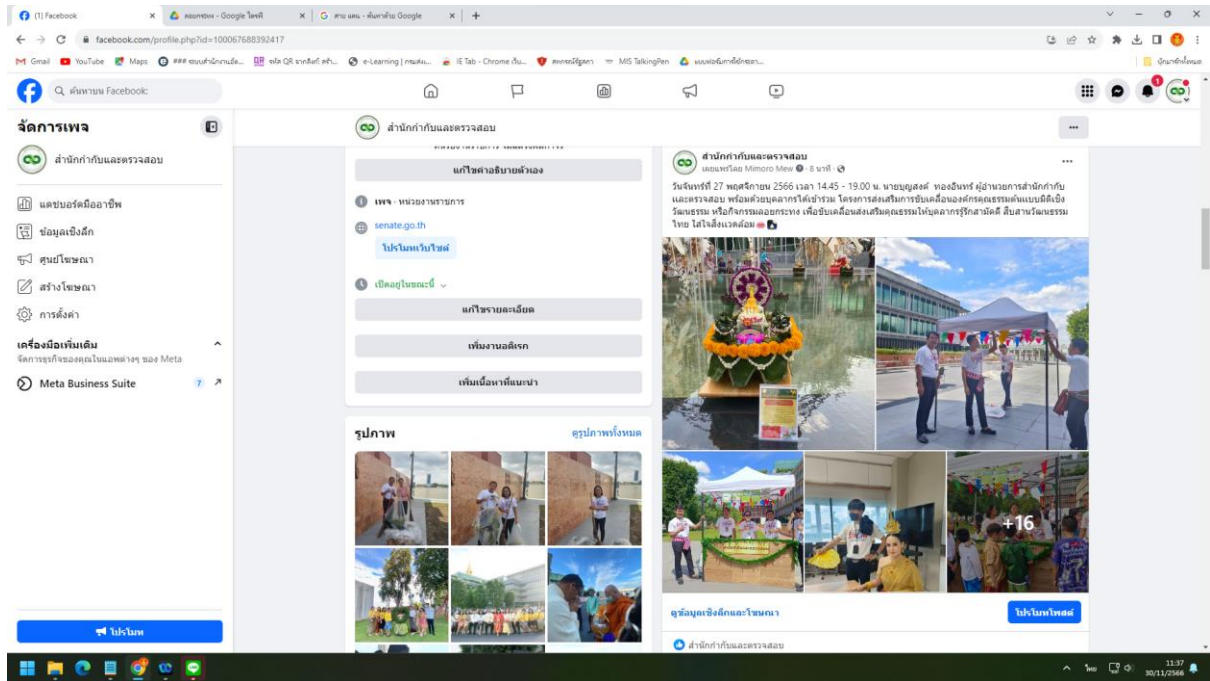 (1) Facebook
ลอยกระทง - Google ไดรฟ์
สาย แคน - ค้นหาด้วย Google
facebook.com/profile.php?id=100067688392417
Gmail
YouTube
Maps
e-Learning
IE Tab - Chrome
MIS TalkingPen
ค้นหาบน Facebook:
จัดการเพจ
สำนักกำกับและตรวจสอบ
แดชบอร์ดมืออาชีพ
ข้อมูลเชิงลึก
ศูนย์โฆษณา
สร้างโฆษณา
การตั้งค่า
เครื่องมือเพิ่มเติม
จัดการธุรกิจของคุณในแอพต่างๆ ของ Meta
Meta Business Suite
7
โปรโมท
สำนักกำกับและตรวจสอบ
แก้ไขคำอธิบายตัวเอง
เพจ · หน่วยงานราชการ
senate.go.th
โปรโมทเว็บไซต์
เปิดอยู่ในขณะนี้
แก้ไขรายละเอียด
เพิ่มงานอดิเรก
เพิ่มเนื้อหาที่แนะนำ
รูปภาพ
ดูรูปภาพทั้งหมด
สำนักกำกับและตรวจสอบ
เผยแพร่โดย Mimoro Mew · 8 นาที ·
วันจันทร์ที่ 27 พฤศจิกายน 2566 เวลา 14.45 - 19.00 น. นายบุญสงค์ ทองอินทร์ ผู้อำนวยการสำนักกำกับ
และตรวจสอบ พร้อมด้วยบุคลากรได้เข้าร่วม โครงการส่งเสริมการขับเคลื่อนองค์กรคุณธรรมต้นแบบมิติเชิง
วัฒนธรรม หรือกิจกรรมลอยกระทง เพื่อขับเคลื่อนส่งเสริมคุณธรรมให้บุคลากรรู้รักสามัคคี สืบสานวัฒนธรรม
ไทย ใส่ใจสิ่งแวดล้อม
+16
ดูข้อมูลเชิงลึกและโฆษณา
โปรโมทโพสต์
สำนักกำกับและตรวจสอบ
ไทย
11:37
30/11/2566